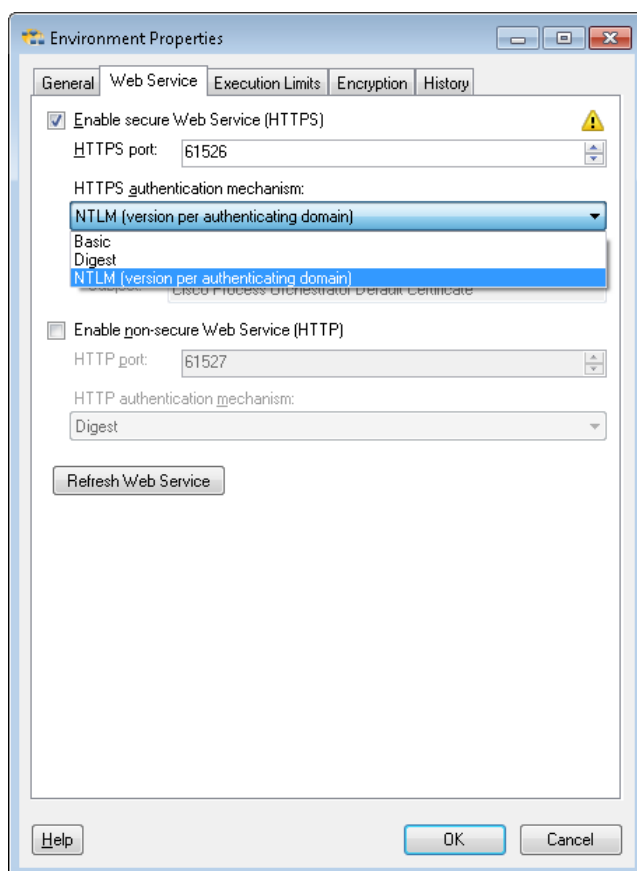 Environment Properties
General Web Service Execution Limits Encryption History
Enable secure Web Service (HTTPS)
HTTPS port: 61526
HTTPS authentication mechanism:
NTLM (version per authenticating domain)
Basic
Digest
NTLM (version per authenticating domain)
Subject: Cisco Process Orchestrator Default Certificate
Enable non-secure Web Service (HTTP)
HTTP port: 61527
HTTP authentication mechanism:
Digest
Refresh Web Service
Help OK Cancel